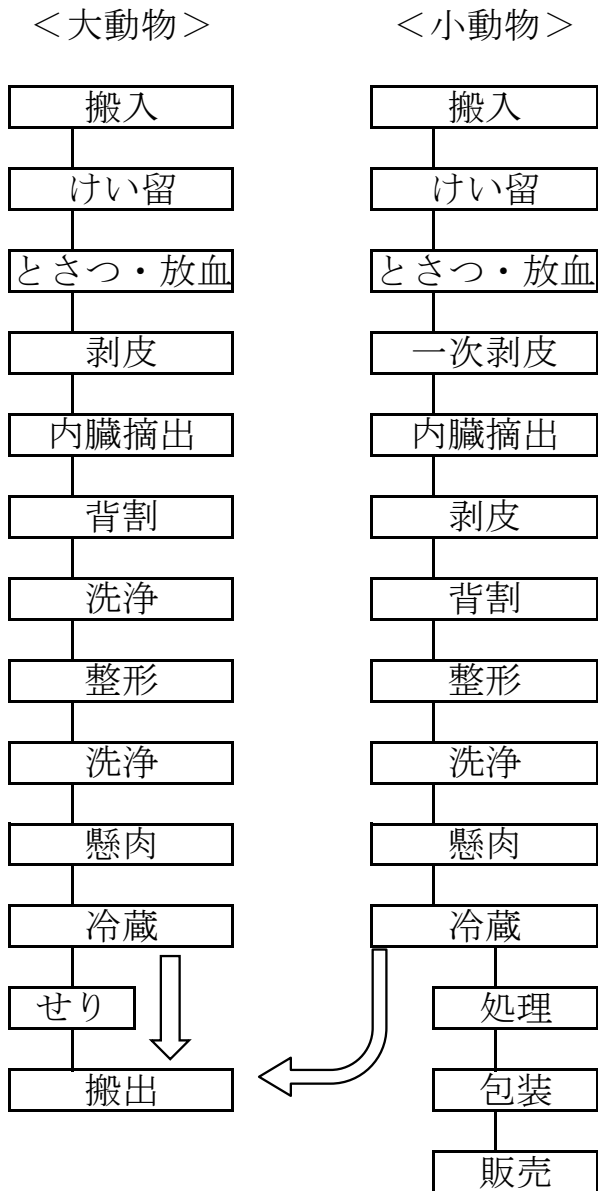 ＜大動物＞
搬入
けい留
とさつ・放血
剥皮
内臓摘出
背割
洗浄
整形
洗浄
懸肉
冷蔵
せり
搬出
＜小動物＞
搬入
けい留
とさつ・放血
一次剥皮
内臓摘出
剥皮
背割
整形
洗浄
懸肉
冷蔵
処理
包装
販売